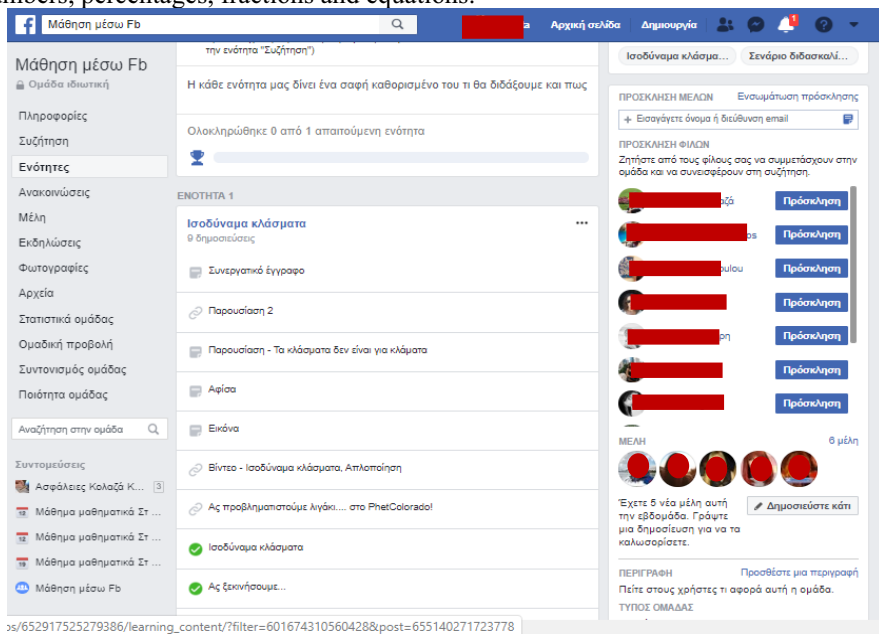 numbers, percentages, fractions and equations.
Μάθηση μέσω Fb
Αρχική σελίδα
Δημιουργία
1
Μάθηση μέσω Fb
Ομάδα ιδιωτική
Πληροφορίες
Συζήτηση
Ενότητες
Ανακοινώσεις
Μέλη
Εκδηλώσεις
Φωτογραφίες
Αρχεία
Στατιστικά ομάδας
Ομαδική προβολή
Συντονισμός ομάδας
Ποιότητα ομάδας
Αναζήτηση στην ομάδα
Συντομεύσεις
Ασφάλειες Κολαζά Κ... 3
Μάθημα μαθηματικά Στ ...
Μάθημα μαθηματικά Στ ...
Μάθημα μαθηματικά Στ ...
Μάθηση μέσω Fb
την ενότητα "Συζήτηση")
Η κάθε ενότητα μας δίνει ένα σαφή καθορισμένο του τι θα διδάξουμε και πως
Ολοκληρώθηκε 0 από 1 απαιτούμενη ενότητα
ΕΝΟΤΗΤΑ 1
Ισοδύναμα κλάσματα
9 δημοσιεύσεις
Συνεργατικό έγγραφο
Παρουσίαση 2
Παρουσίαση - Τα κλάσματα δεν είναι για κλάματα
Αφίσα
Εικόνα
Βίντεο - Ισοδύναμα κλάσματα, Απλοποίηση
Ας προβληματιστούμε λιγάκι.... στο PhetColorado!
Ισοδύναμα κλάσματα
Ας ξεκινήσουμε...
Ισοδύναμα κλάσμα...
Σενάριο διδασκαλί...
ΠΡΟΣΚΛΗΣΗ ΜΕΛΩΝ
Ενσωμάτωση πρόσκλησης
+ Εισαγάγετε όνομα ή διεύθυνση email
ΠΡΟΣΚΛΗΣΗ ΦΙΛΩΝ
Ζητήστε από τους φίλους σας να συμμετάσχουν στην
ομάδα και να συνεισφέρουν στη συζήτηση.
Πρόσκληση
Πρόσκληση
Πρόσκληση
Πρόσκληση
Πρόσκληση
Πρόσκληση
Πρόσκληση
ΜΕΛΗ
6 μέλη
Έχετε 5 νέα μέλη αυτή
την εβδομάδα. Γράψτε
μια δημοσίευση για να τα
καλωσορίσετε.
Δημοσιεύστε κάτι
ΠΕΡΙΓΡΑΦΗ
Προσθέστε μια περιγραφή
Πείτε στους χρήστες τι αφορά αυτή η ομάδα.
ΤΥΠΟΣ ΟΜΑΔΑΣ
os/652917525279386/learning_content/?filter=601674310560428&post=655140271723778